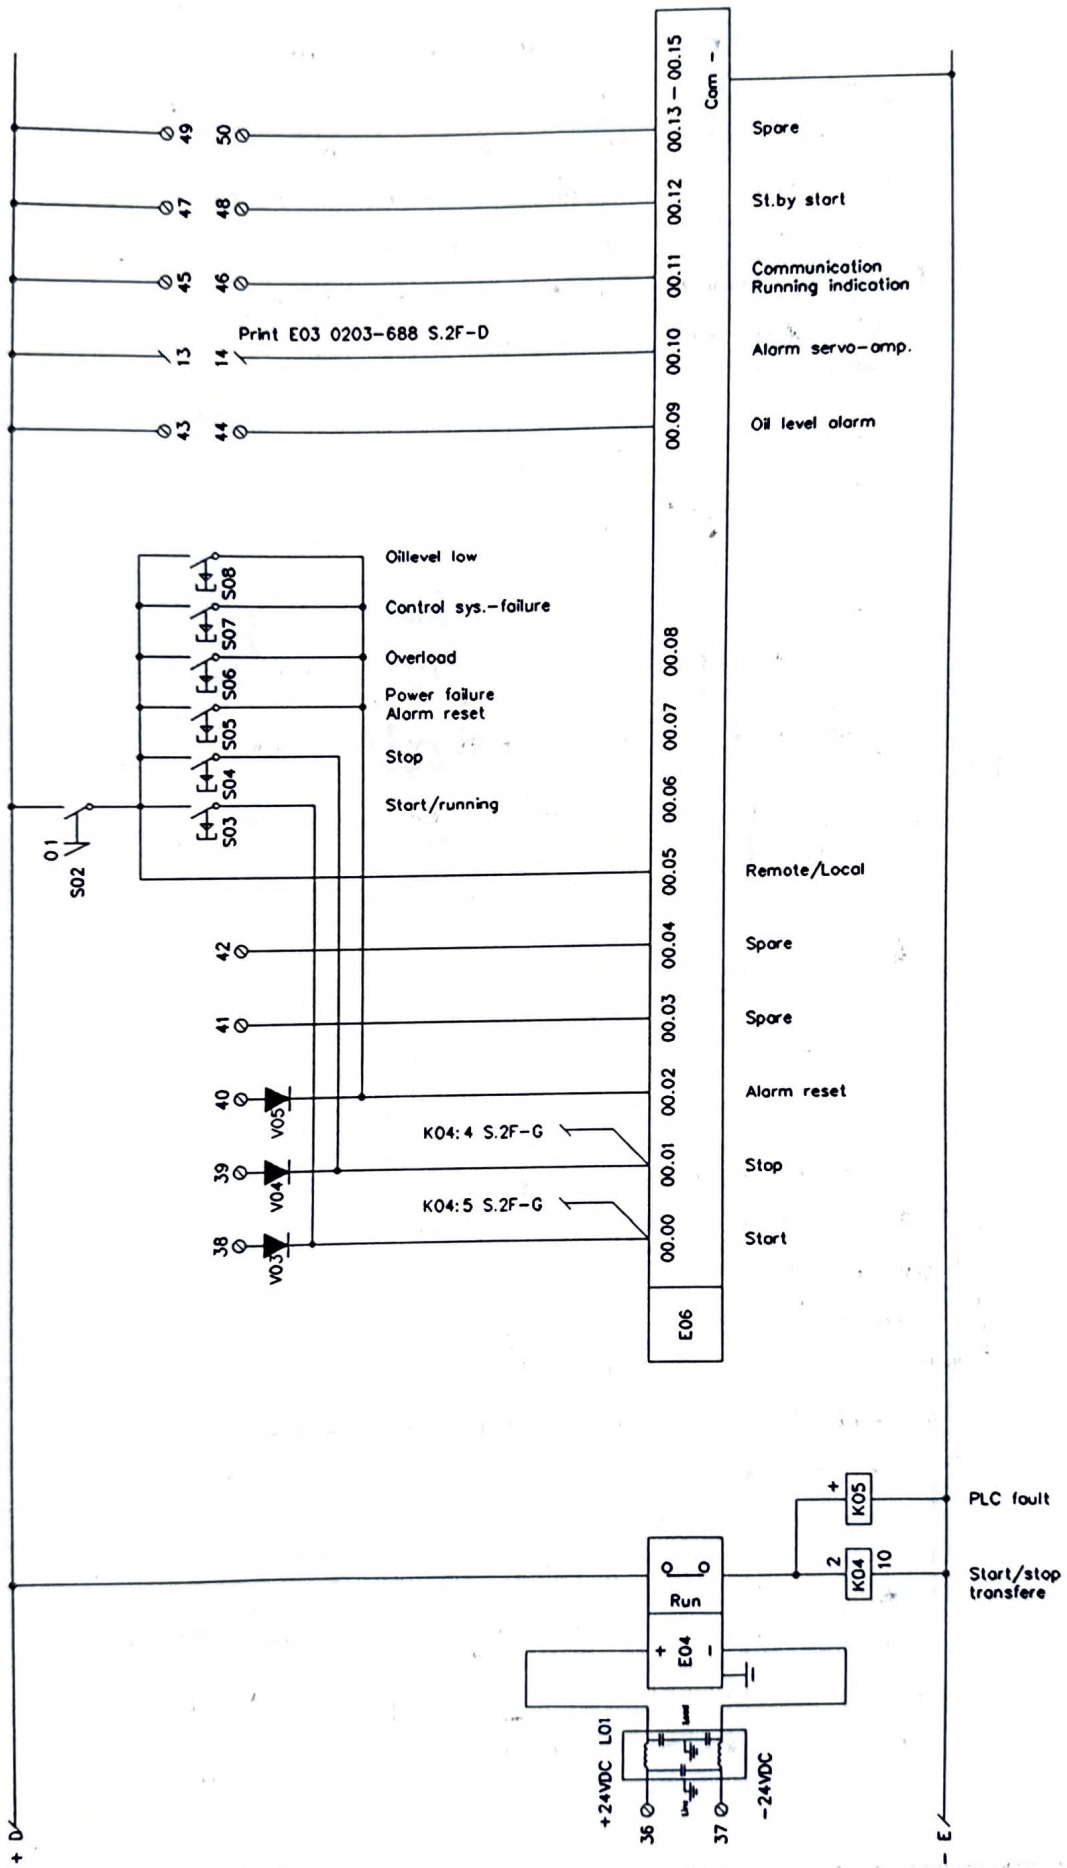 49
50
00.13 – 00.15
Com –
Spare
47
48
00.12
St.by start
45
46
00.11
Communication
Running indication
Print E03 0203-688 S.2F-D
13
14
00.10
Alarm servo-amp.
43
44
00.09
Oil level alarm
S08
Oillevel low
S07
Control sys.-failure
S06
Overload
00.08
S05
Power failure
Alarm reset
00.07
S04
Stop
S03
Start/running
00.06
0 1
S02
00.05
Remote/Local
42
00.04
Spare
41
00.03
Spare
40
V05
00.02
Alarm reset
K04:4 S.2F-G
39
V04
00.01
Stop
K04:5 S.2F-G
38
V03
00.00
Start
E06
+
K05
PLC fault
2
K04
10
Start/stop
transfere
Run
+
E04
–
+24VDC L01
Load
Line
36
37
-24VDC
+ D
- E